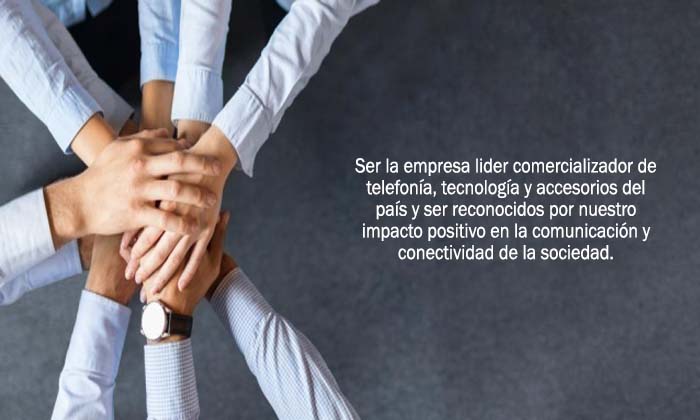 Ser la empresa lider comercializador de
telefonía, tecnología y accesorios del
país y ser reconocidos por nuestro
impacto positivo en la comunicación y
conectividad de la sociedad.